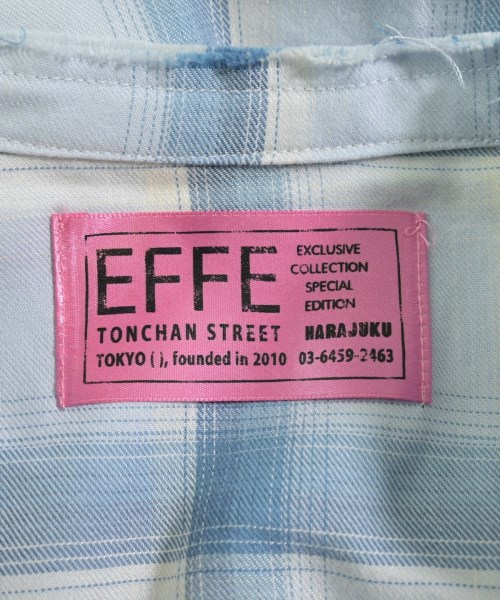 EFFE
EXCLUSIVE
COLLECTION
SPECIAL
EDITION
TONCHAN STREET HARAJUKU
TOKYO ( ), founded in 2010 03-6459-2463